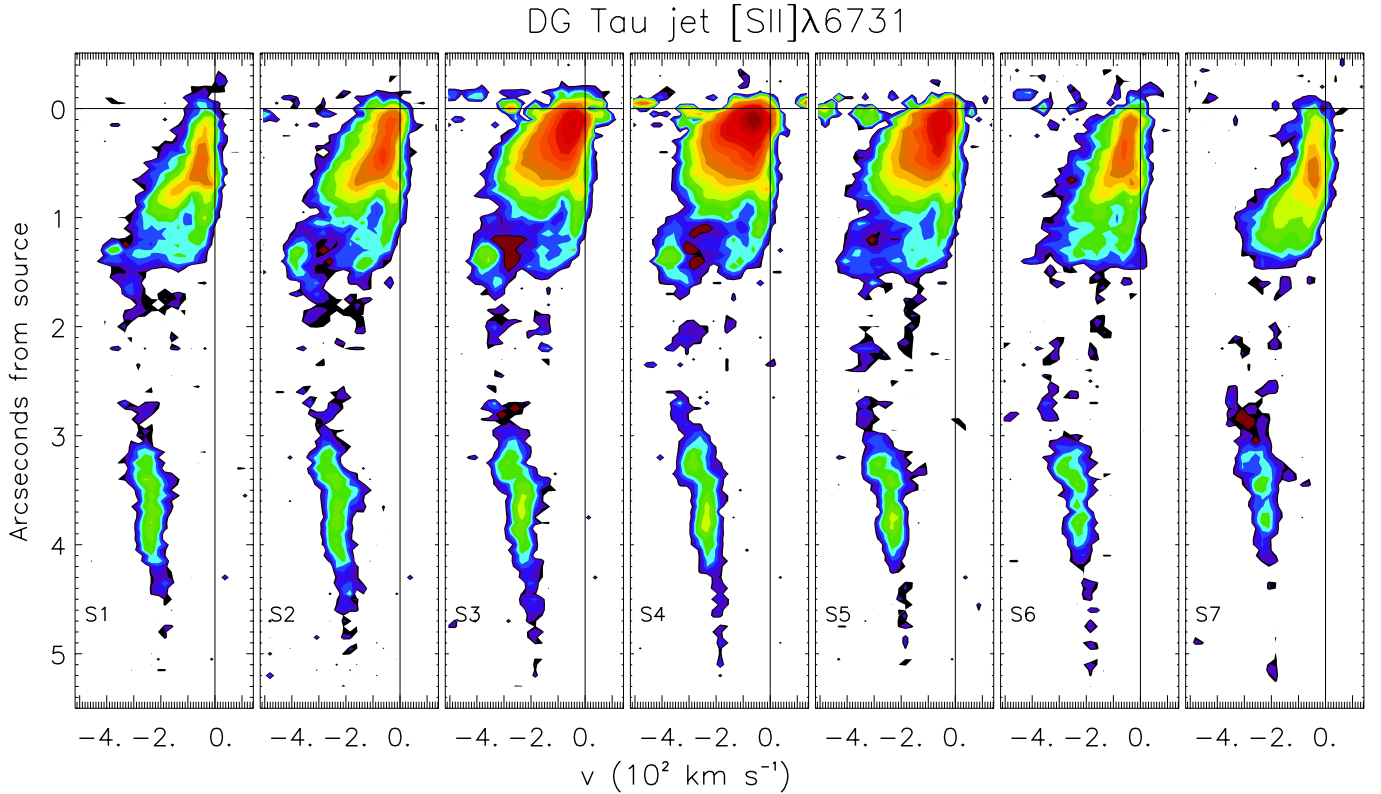 DG Tau jet [SII]λ6731
Arcseconds from source
0
1
2
3
4
5
S1 S2 S3 S4 S5 S6 S7
−4. −2. 0. −4. −2. 0. −4. −2. 0. −4. −2. 0. −4. −2. 0. −4. −2. 0. −4. −2. 0.
v (10² km s⁻¹)